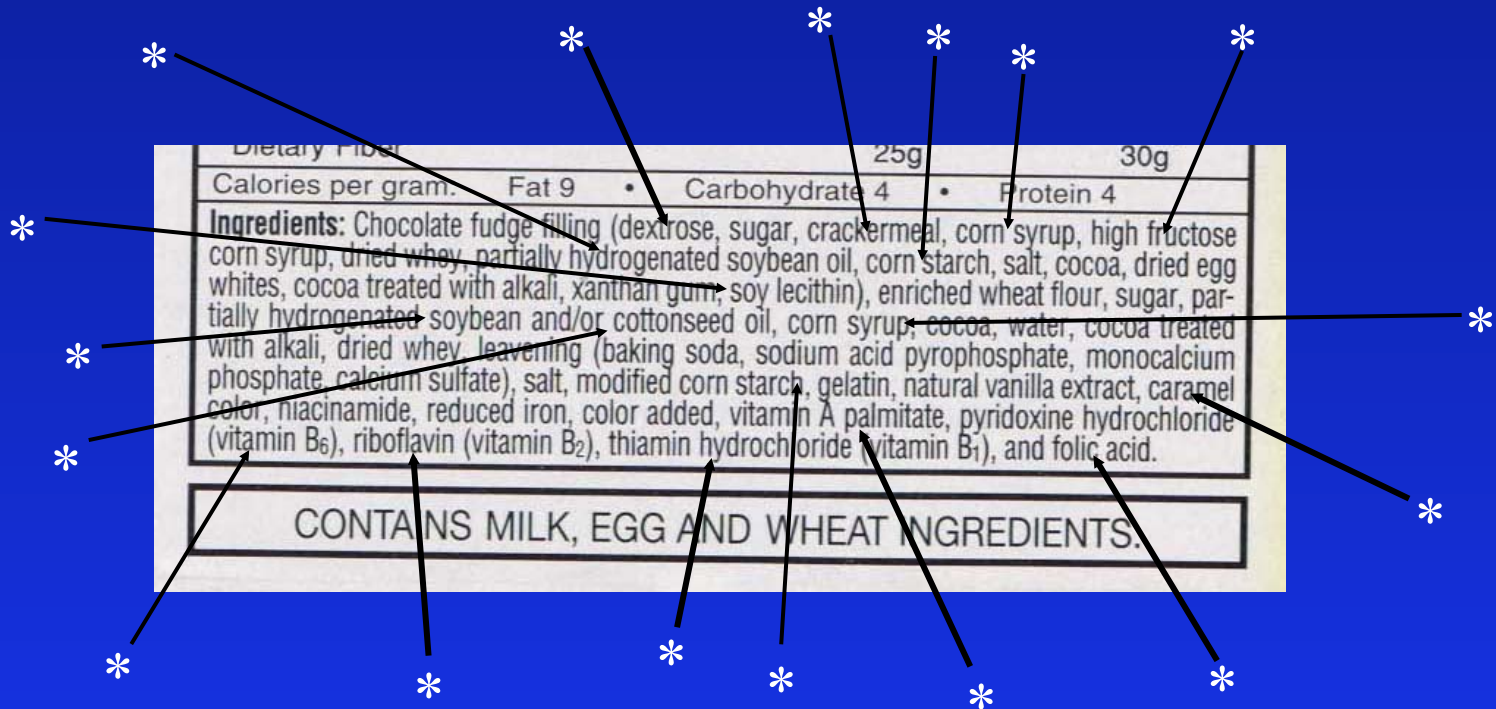 Dietary Fiber 25g 30g
Calories per gram: Fat 9 • Carbohydrate 4 • Protein 4
Ingredients: Chocolate fudge filling (dextrose, sugar, crackermeal, corn syrup, high fructose
corn syrup, dried whey, partially hydrogenated soybean oil, corn starch, salt, cocoa, dried egg
whites, cocoa treated with alkali, xanthan gum, soy lecithin), enriched wheat flour, sugar, par-
tially hydrogenated soybean and/or cottonseed oil, corn syrup, cocoa, water, cocoa treated
with alkali, dried whey, leavening (baking soda, sodium acid pyrophosphate, monocalcium
phosphate, calcium sulfate), salt, modified corn starch, gelatin, natural vanilla extract, caramel
color, niacinamide, reduced iron, color added, vitamin A palmitate, pyridoxine hydrochloride
(vitamin B6), riboflavin (vitamin B2), thiamin hydrochloride (vitamin B1), and folic acid.
CONTAINS MILK, EGG AND WHEAT INGREDIENTS.